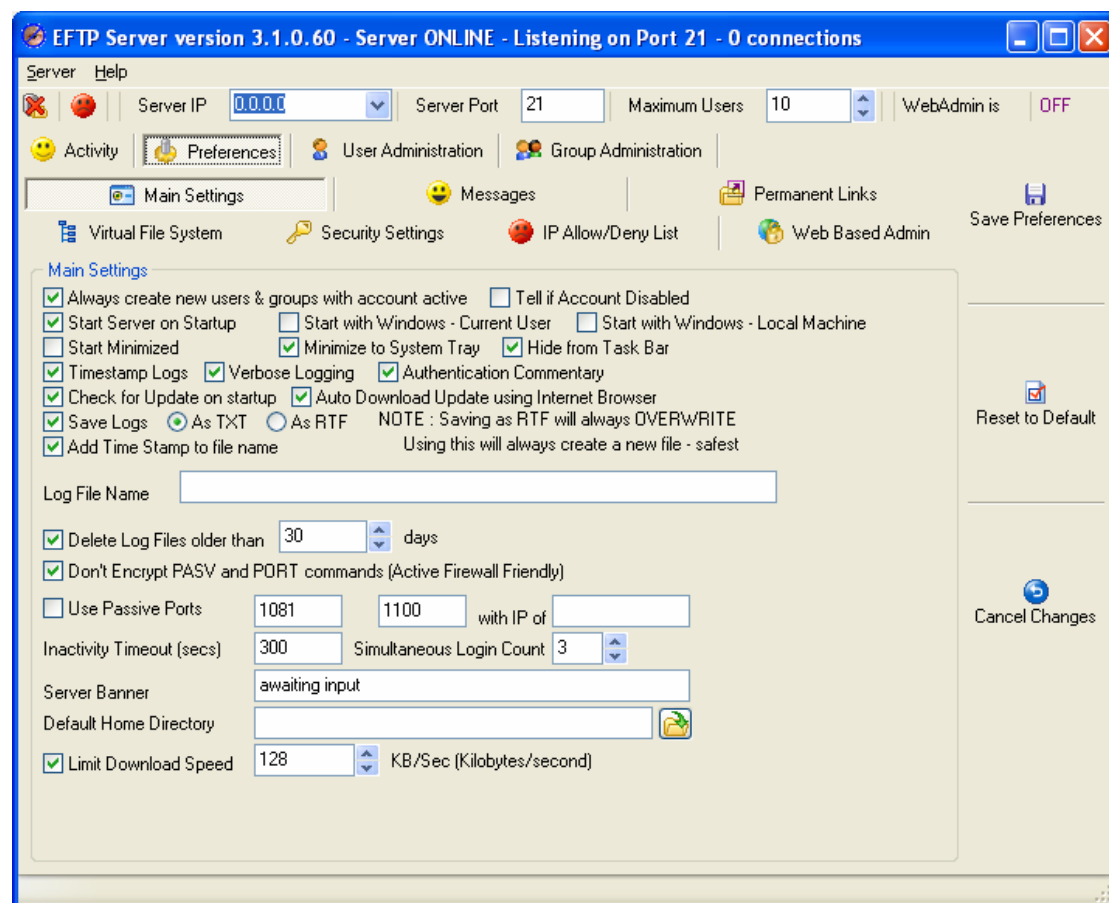 EFTP Server version 3.1.0.60 - Server ONLINE - Listening on Port 21 - 0 connections
Server Help
Server IP 0.0.0.0 Server Port 21 Maximum Users 10 WebAdmin is OFF
Activity Preferences User Administration Group Administration
Main Settings Messages Permanent Links
Save Preferences
Virtual File System Security Settings IP Allow/Deny List Web Based Admin
Main Settings
Always create new users & groups with account active Tell if Account Disabled
Start Server on Startup Start with Windows - Current User Start with Windows - Local Machine
Start Minimized Minimize to System Tray Hide from Task Bar
Timestamp Logs Verbose Logging Authentication Commentary
Check for Update on startup Auto Download Update using Internet Browser
Save Logs As TXT As RTF NOTE : Saving as RTF will always OVERWRITE
Add Time Stamp to file name Using this will always create a new file - safest
Reset to Default
Log File Name
Delete Log Files older than 30 days
Don't Encrypt PASV and PORT commands (Active Firewall Friendly)
Use Passive Ports 1081 1100 with IP of
Cancel Changes
Inactivity Timeout (secs) 300 Simultaneous Login Count 3
Server Banner awaiting input
Default Home Directory
Limit Download Speed 128 KB/Sec (Kilobytes/second)